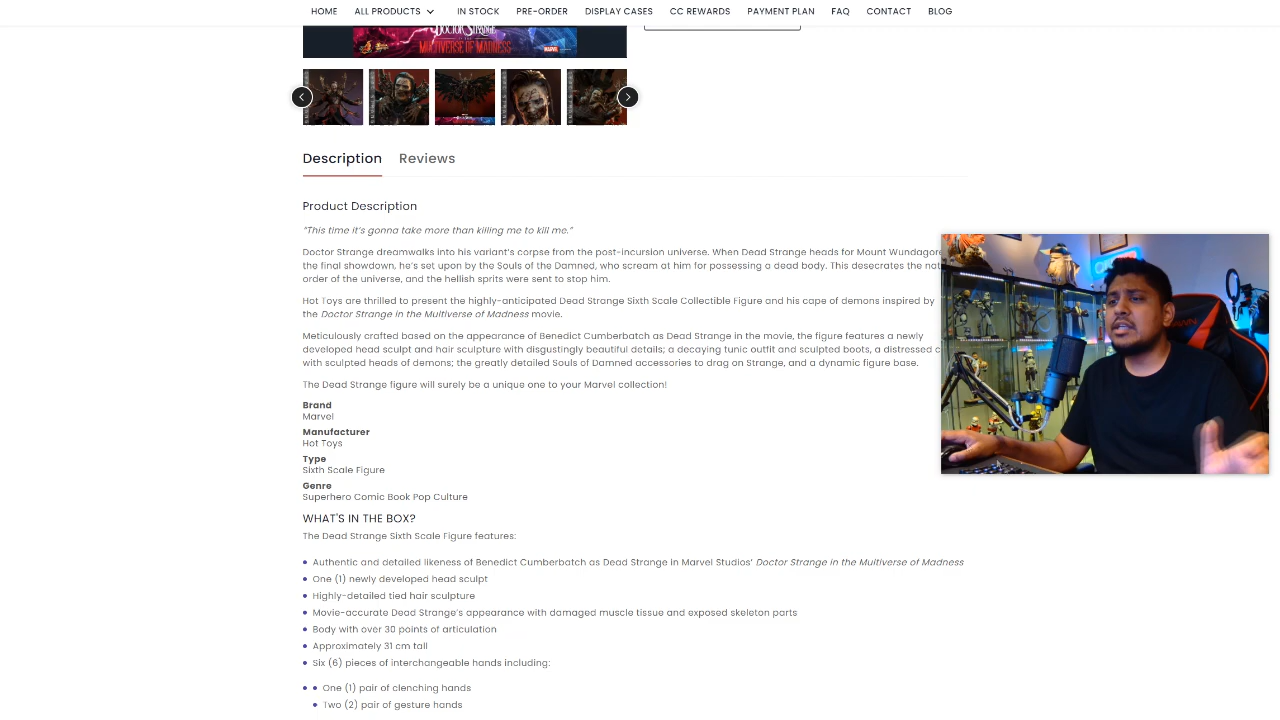 HOME ALL PRODUCTS IN STOCK PRE-ORDER DISPLAY CASES CC REWARDS PAYMENT PLAN FAQ CONTACT BLOG
DOCTOR STRANGE
IN THE
MULTIVERSE OF MADNESS
MARVEL
Description Reviews
Product Description
“This time it’s gonna take more than killing me to kill me.”
Doctor Strange dreamwalks into his variant’s corpse from the post-incursion universe. When Dead Strange heads for Mount Wundagore
the final showdown, he’s set upon by the Souls of the Damned, who scream at him for possessing a dead body. This desecrates the
order of the universe, and the hellish sprits were sent to stop him.
Hot Toys are thrilled to present the highly-anticipated Dead Strange Sixth Scale Collectible Figure and his cape of demons inspired by
the Doctor Strange in the Multiverse of Madness movie.
Meticulously crafted based on the appearance of Benedict Cumberbatch as Dead Strange in the movie, the figure features a newly
developed head sculpt and hair sculpture with disgustingly beautiful details; a decaying tunic outfit and sculpted boots, a distressed
with sculpted heads of demons; the greatly detailed Souls of Damned accessories to drag on Strange, and a dynamic figure base.
The Dead Strange figure will surely be a unique one to your Marvel collection!
Brand
Marvel
Manufacturer
Hot Toys
Type
Sixth Scale Figure
Genre
Superhero Comic Book Pop Culture
WHAT'S IN THE BOX?
The Dead Strange Sixth Scale Figure features:
Authentic and detailed likeness of Benedict Cumberbatch as Dead Strange in Marvel Studios’ Doctor Strange in the Multiverse of Madness
One (1) newly developed head sculpt
Highly-detailed tied hair sculpture
Movie-accurate Dead Strange’s appearance with damaged muscle tissue and exposed skeleton parts
Body with over 30 points of articulation
Approximately 31 cm tall
Six (6) pieces of interchangeable hands including:
One (1) pair of clenching hands
Two (2) pair of gesture hands